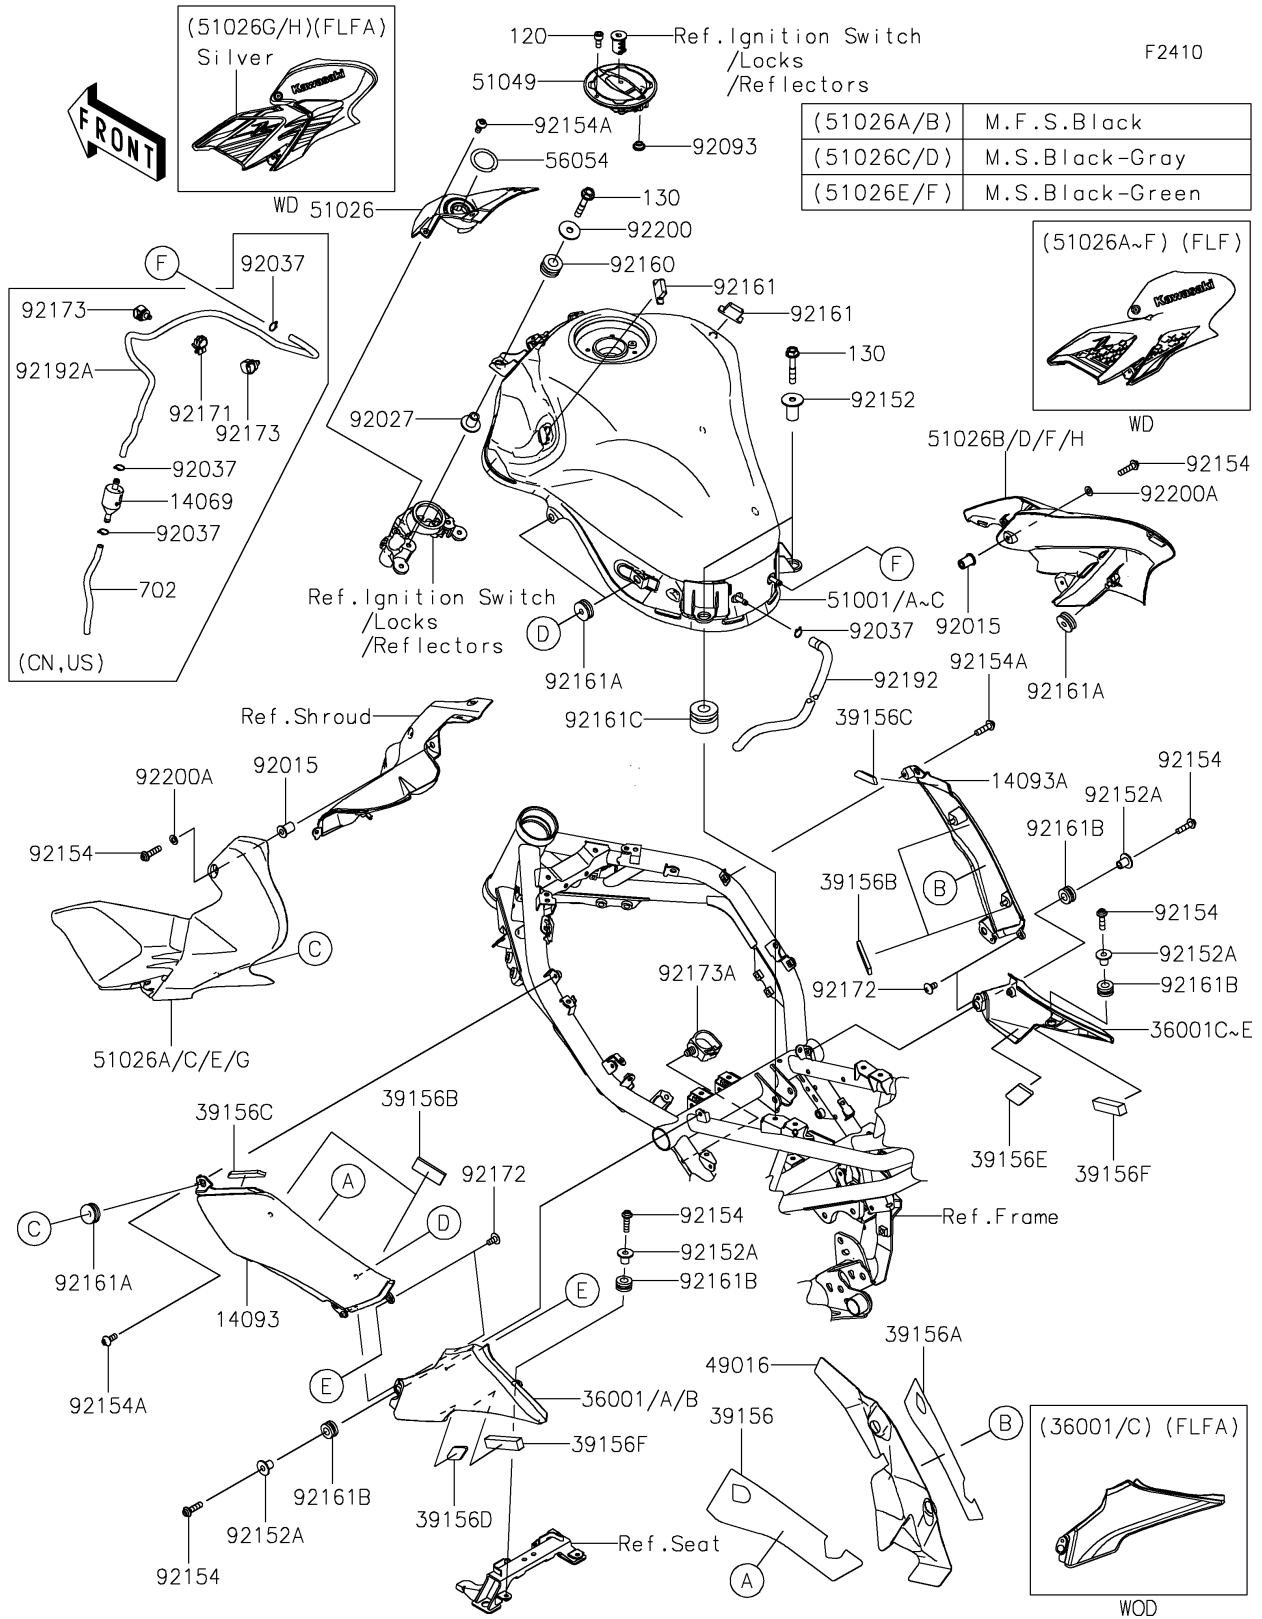 (51026G/H)(FLFA)
Silver
Kawasaki
Z
WD
FRONT
120
Ref.Ignition Switch
/Locks
/Reflectors
F2410
51049
92154A
92093
56054
51026
130
92200
92160
92161
92161
(51026A/B) M.F.S.Black
(51026C/D) M.S.Black-Gray
(51026E/F) M.S.Black-Green
(51026A~F) (FLF)
Kawasaki
Z
WD
F
92037
92173
92192A
92171
92173
92037
14069
92037
702
(CN,US)
92027
130
92152
51026B/D/F/H
92154
92200A
Ref.Ignition Switch
/Locks
/Reflectors
D
92161A
F
51001/A~C
92037
92015
92154A
92161A
92192
92161C
39156C
Ref.Shroud
92200A
92015
92154
C
51026A/C/E/G
14093A
92154
92152A
92161B
39156B
B
92154
92152A
92161B
92172
92173A
36001C~E
39156E
39156F
39156C
39156B
A
92172
D
C
92161A
14093
92154A
E
92154
92152A
92161B
E
Ref.Frame
36001/A/B
39156F
39156D
92161B
92152A
92154
Ref.Seat
39156A
49016
39156
B
A
(36001/C) (FLFA)
WOD